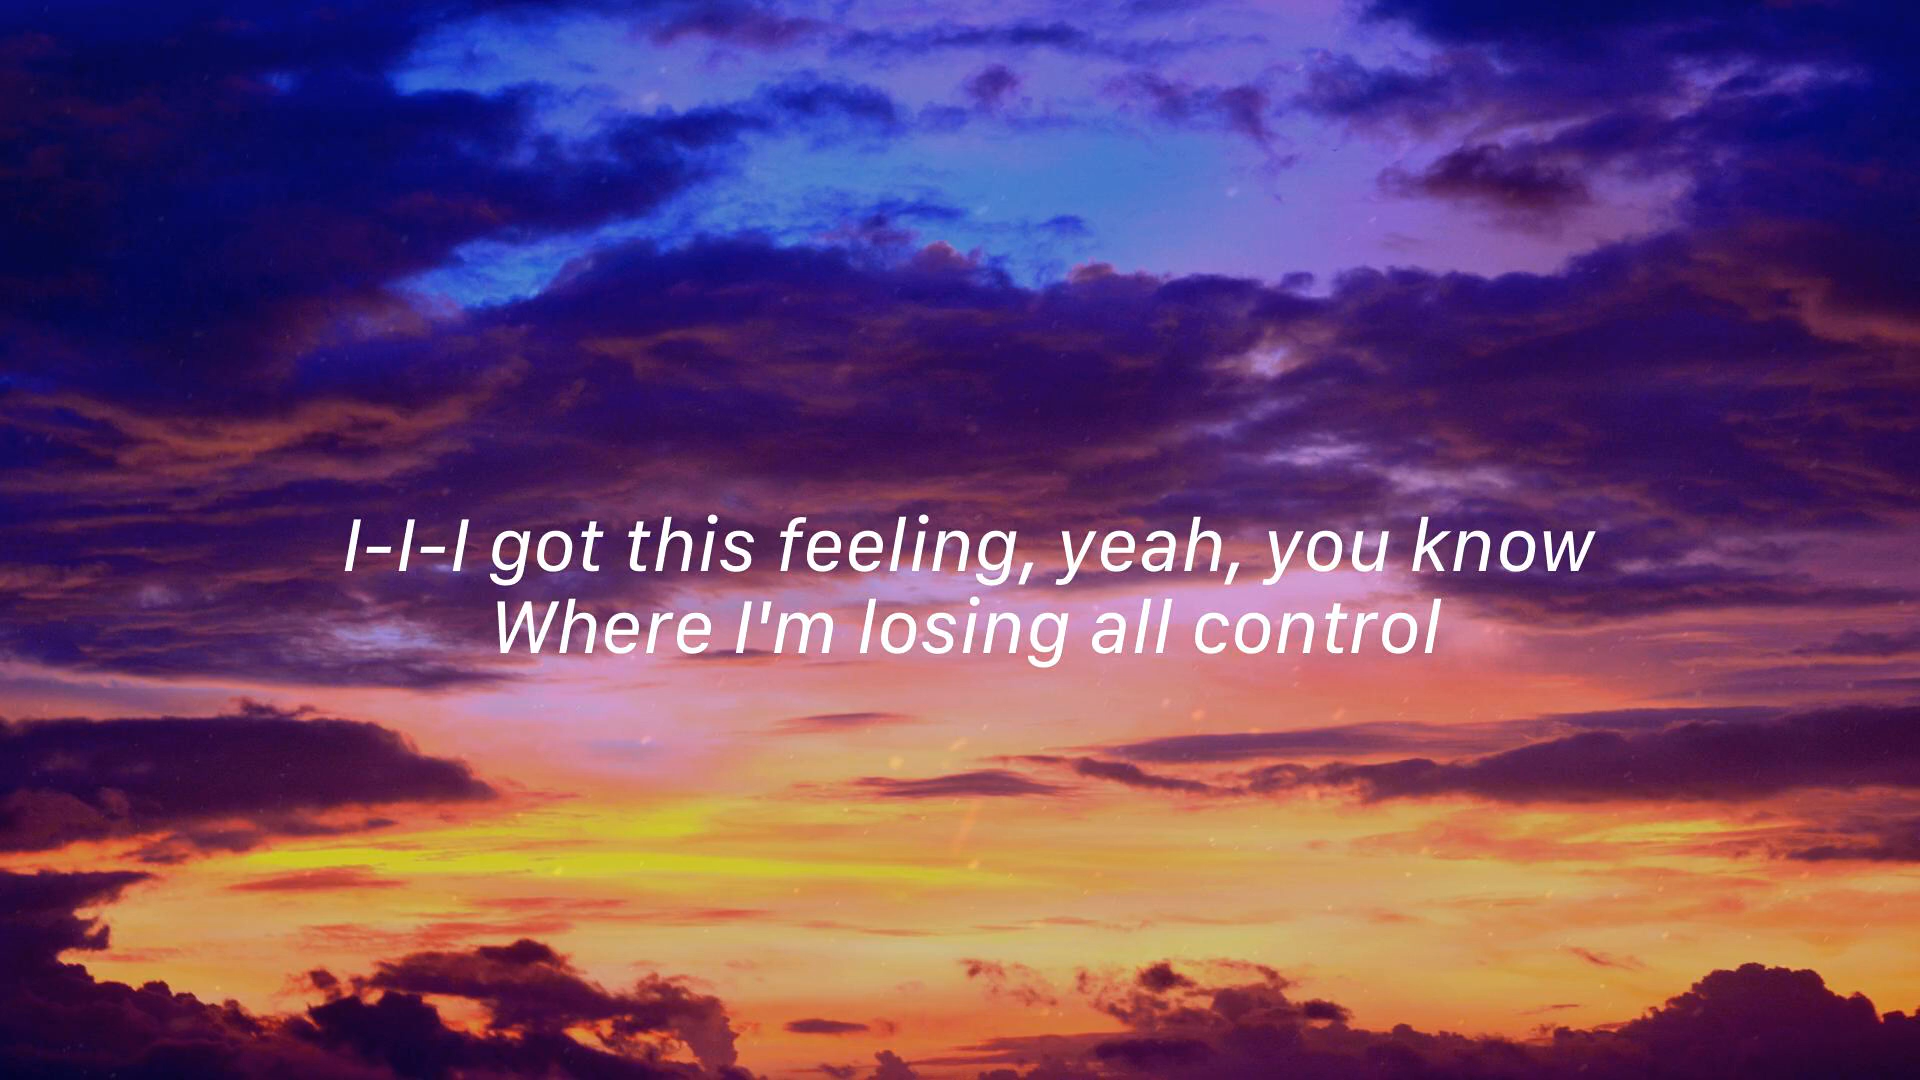 I-I-I got this feeling, yeah, you know
Where I'm losing all control